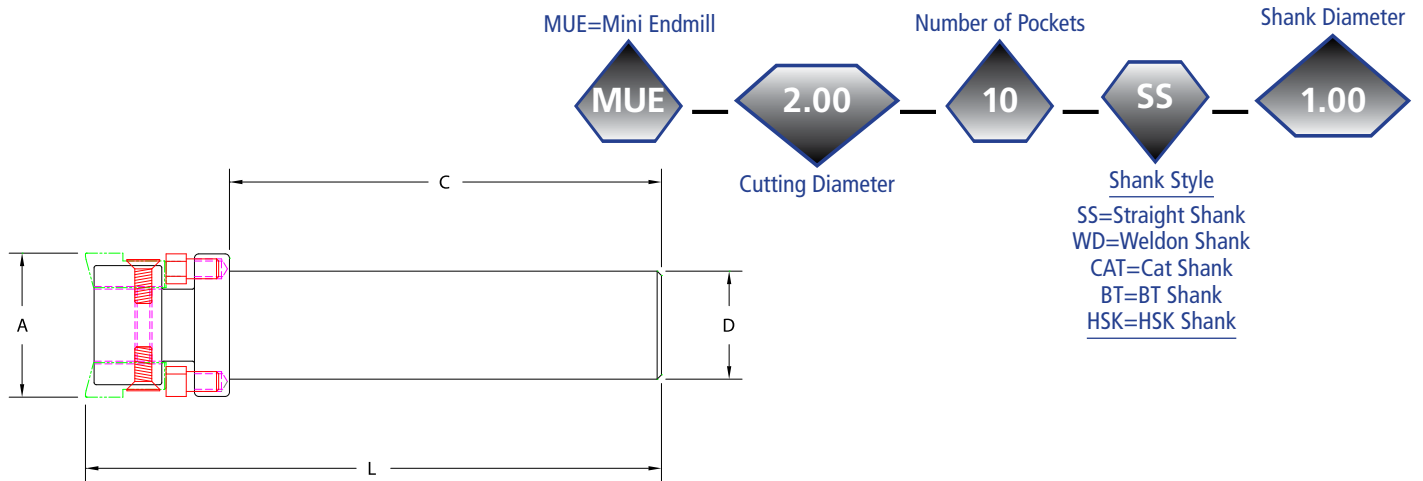 MUE=Mini Endmill
Number of Pockets
Shank Diameter
MUE — 2.00 — 10 — SS — 1.00
Cutting Diameter
Shank Style
SS=Straight Shank
WD=Weldon Shank
CAT=Cat Shank
BT=BT Shank
HSK=HSK Shank
C
A
D
L